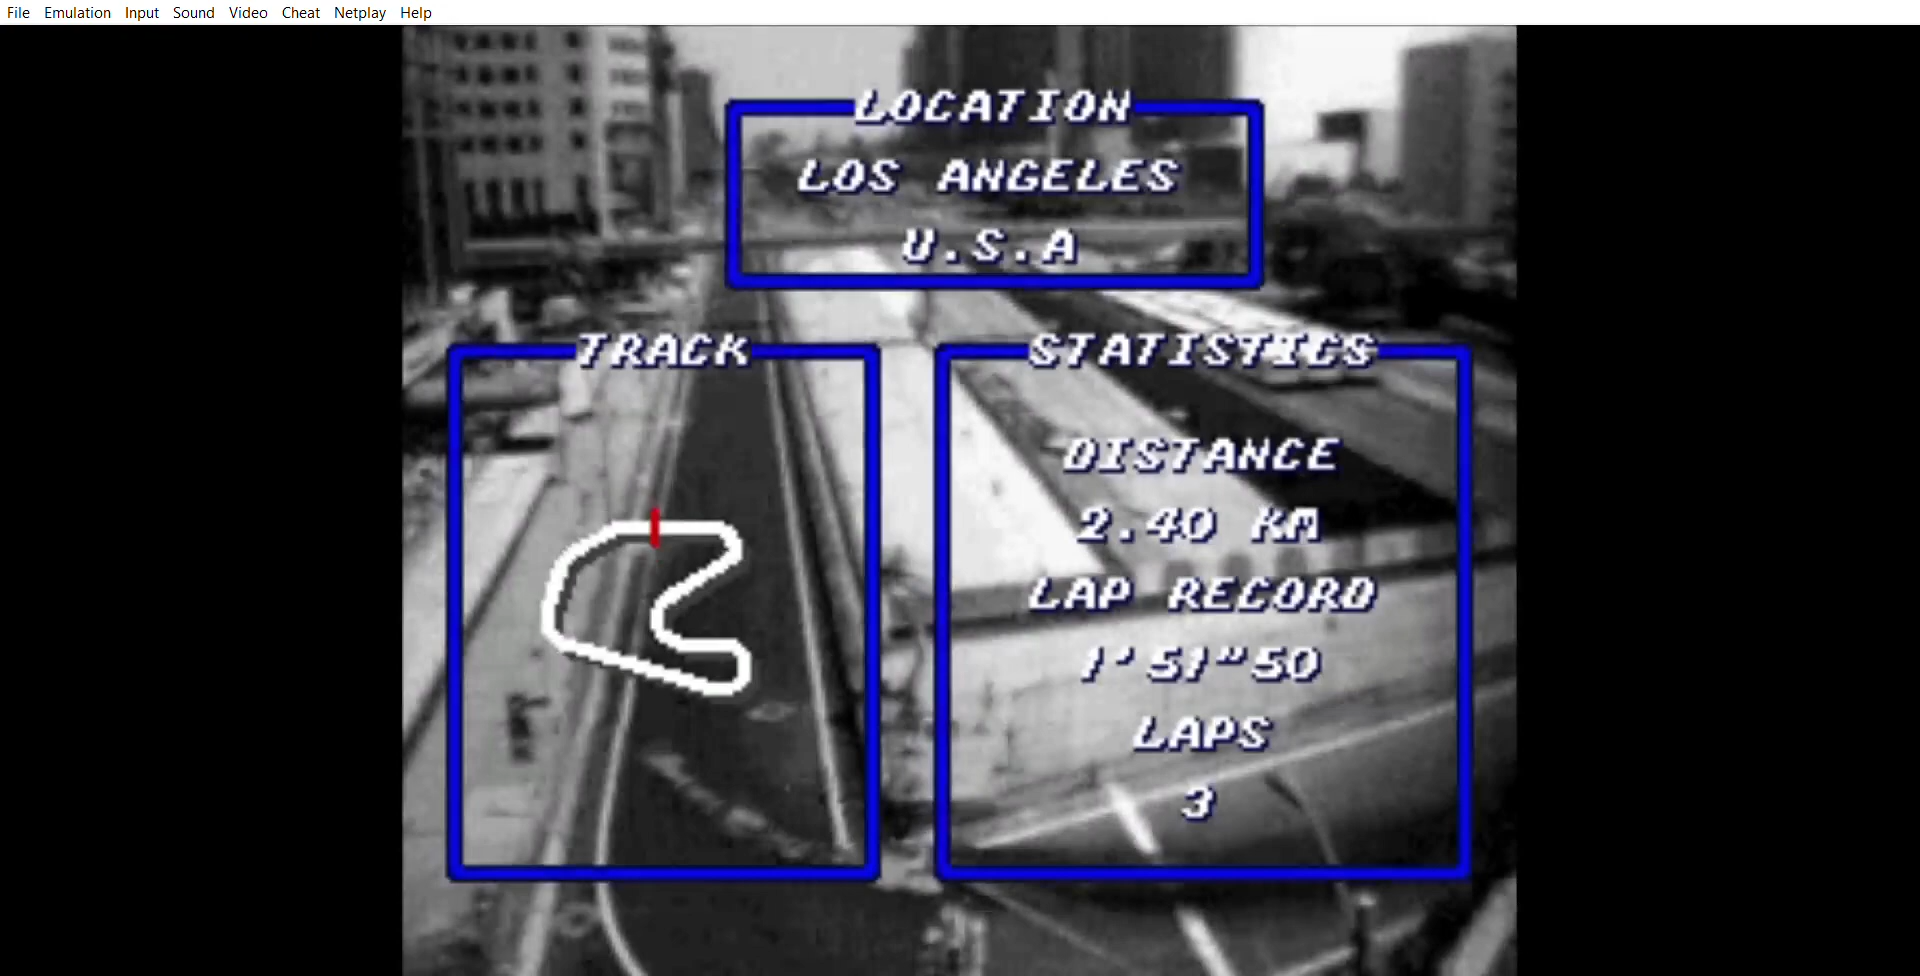 File Emulation Input Sound Video Cheat Netplay Help
LOCATION
LOS ANGELES
U.S.A
TRACK
STATISTICS
DISTANCE
2.40 KM
LAP RECORD
1'51"50
LAPS
3